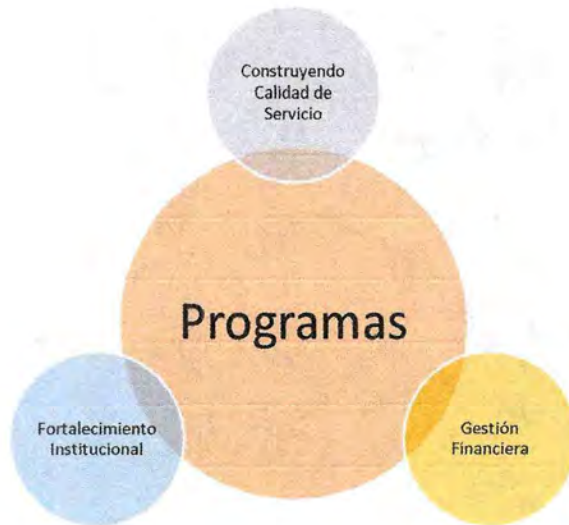 Construyendo
Calidad de
Servicio
Programas
Fortalecimiento
Institucional
Gestión
Financiera